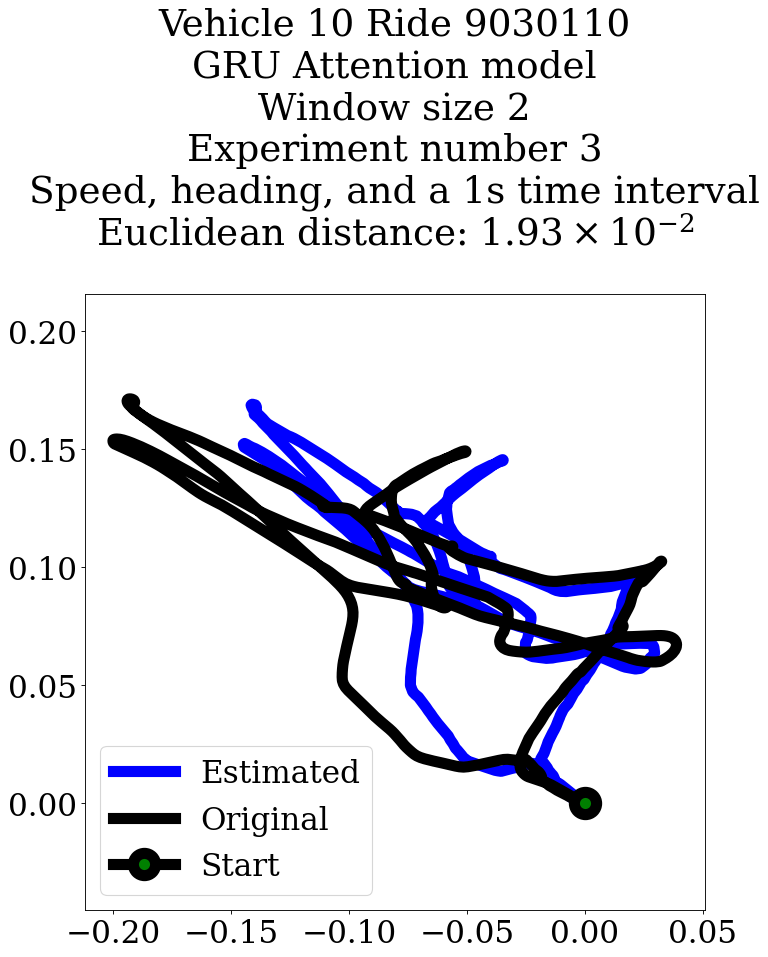 Vehicle 10 Ride 9030110
GRU Attention model
Window size 2
Experiment number 3
Speed, heading, and a 1s time interval
Euclidean distance: 1.93 × 10⁻²
0.20
0.15
0.10
0.05
0.00
Estimated
Original
Start
−0.20 −0.15 −0.10 −0.05 0.00 0.05